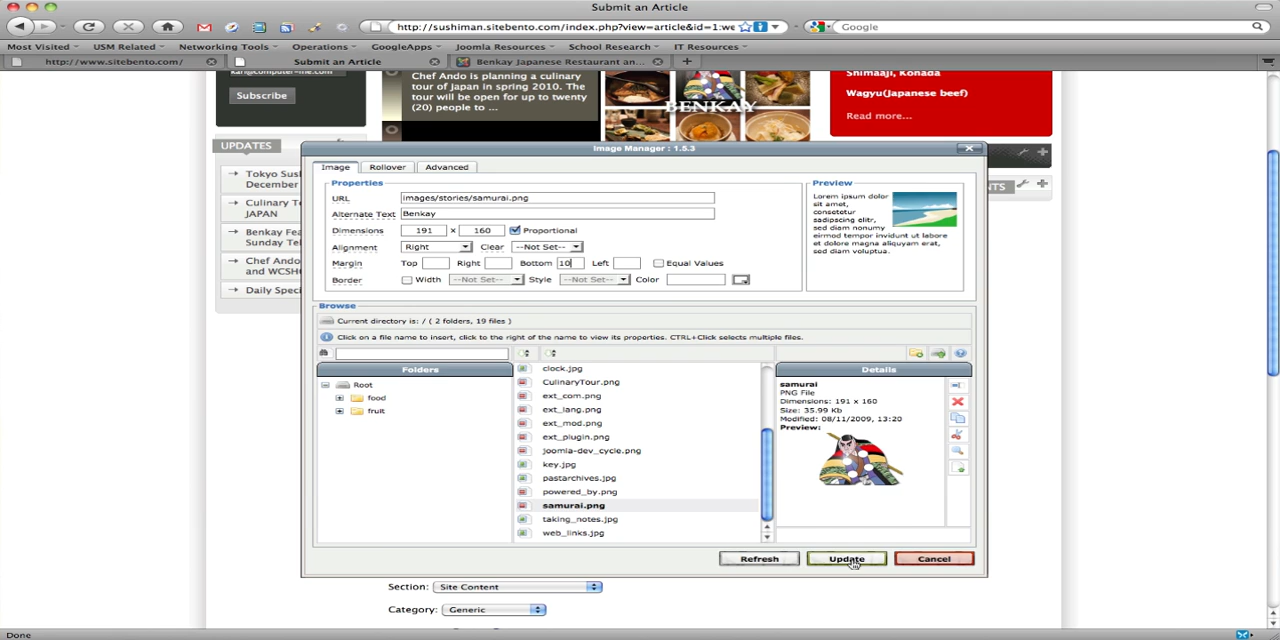 Submit an Article
http://sushiman.sitebento.com/index.php?view=article&id=1:we
Google
Most Visited
USM Related
Networking Tools
Operations
GoogleApps
Joomla Resources
School Research
IT Resources
http://www.sitebento.com/
Submit an Article
Benkay Japanese Restaurant an...
Subscribe
Chef Ando is planning a culinary
tour of Japan in spring 2010. The
tour will be open for up to twenty
(20) people to ...
BENKAY
Shimaaji, Konada
Wagyu(Japanese beef)
Read more...
UPDATES
Tokyo Sus
December
Culinary T
JAPAN
Benkay Fea
Sunday Tel
Chef Ando
and WCSH
Daily Speci
NTS
Image Manager : 1.5.3
Image
Rollover
Advanced
Properties
URL
images/stories/samurai.png
Alternate Text
Benkay
Dimensions
191 x 160
Proportional
Alignment
Right
Clear
--Not Set--
Margin
Top
Right
Bottom
10
Left
Equal Values
Border
Width
--Not Set--
Style
--Not Set--
Color
Preview
Lorem ipsum dolor
sit amet,
consetetur
sadipscing elitr,
sed diam nonumy
eirmod tempor invidunt ut labore
et dolore magna aliquyam erat,
sed diam voluptua.
Browse
Current directory is: / ( 2 folders, 19 files )
Click on a file name to insert, click to the right of the name to view its properties. CTRL+Click selects multiple files.
Folders
Root
food
fruit
clock.jpg
CulinaryTour.png
ext_com.png
ext_lang.png
ext_mod.png
ext_plugin.png
joomla-dev_cycle.png
key.jpg
pastarchives.jpg
powered_by.png
samurai.png
taking_notes.jpg
web_links.jpg
Details
samurai
PNG File
Dimensions: 191 x 160
Size: 35.99 Kb
Modified: 08/11/2009, 13:20
Preview:
Refresh
Update
Cancel
Section:
Site Content
Category:
Generic
Done